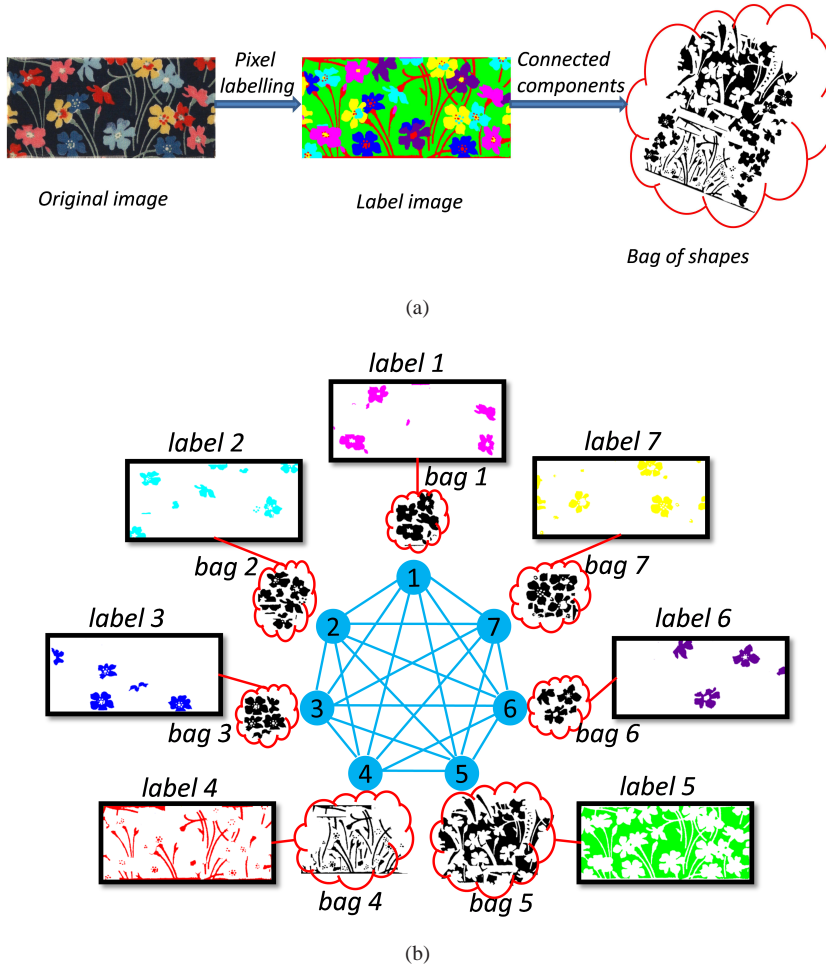 Pixel
labelling
Connected
components
Original image
Label image
Bag of shapes
(a)
label 1
label 2
label 7
bag 1
bag 2
bag 7
1
2
7
label 3
label 6
3
6
bag 3
bag 6
4
5
label 4
label 5
bag 4
bag 5
(b)